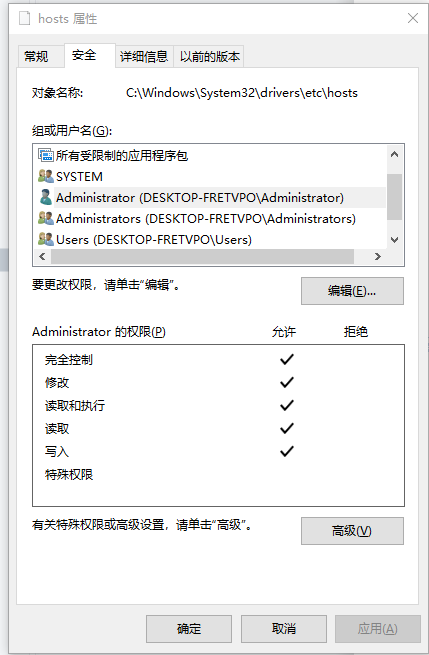 hosts 属性
常规 安全 详细信息 以前的版本
对象名称: C:\Windows\System32\drivers\etc\hosts
组或用户名(G):
所有受限制的应用程序包
SYSTEM
Administrator (DESKTOP-FRETVPO\Administrator)
Administrators (DESKTOP-FRETVPO\Administrators)
Users (DESKTOP-FRETVPO\Users)
要更改权限，请单击“编辑”。 编辑(E)...
Administrator 的权限(P) 允许 拒绝
完全控制
修改
读取和执行
读取
写入
特殊权限
有关特殊权限或高级设置，请单击“高级”。 高级(V)
确定 取消 应用(A)